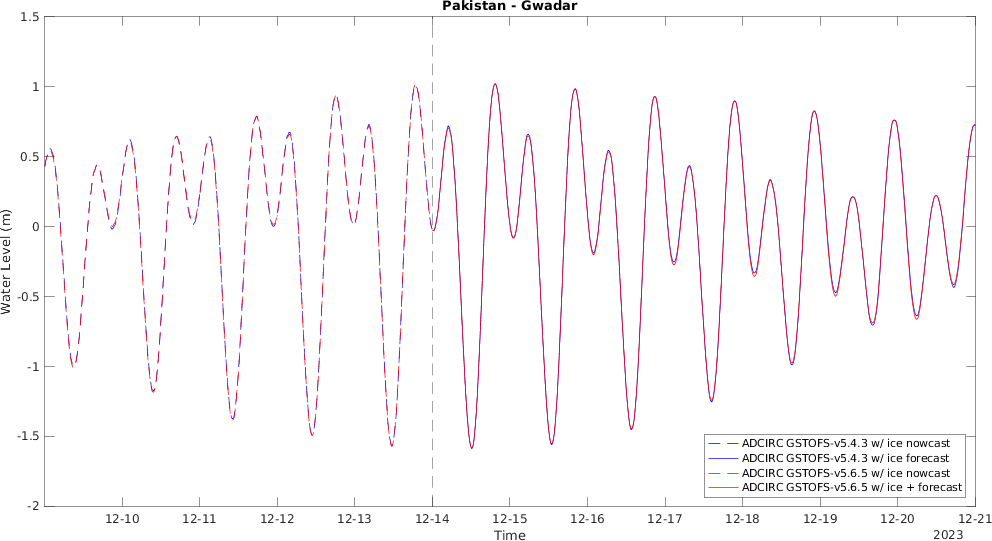 Pakistan - Gwadar
1.5
1
0.5
0
-0.5
-1
-1.5
-2
Water Level (m)
ADCIRC GSTOFS-v5.4.3 w/ ice nowcast
ADCIRC GSTOFS-v5.4.3 w/ ice forecast
ADCIRC GSTOFS-v5.6.5 w/ ice nowcast
ADCIRC GSTOFS-v5.6.5 w/ ice + forecast
12-10 12-11 12-12 12-13 12-14 12-15 12-16 12-17 12-18 12-19 12-20 12-21
Time
2023